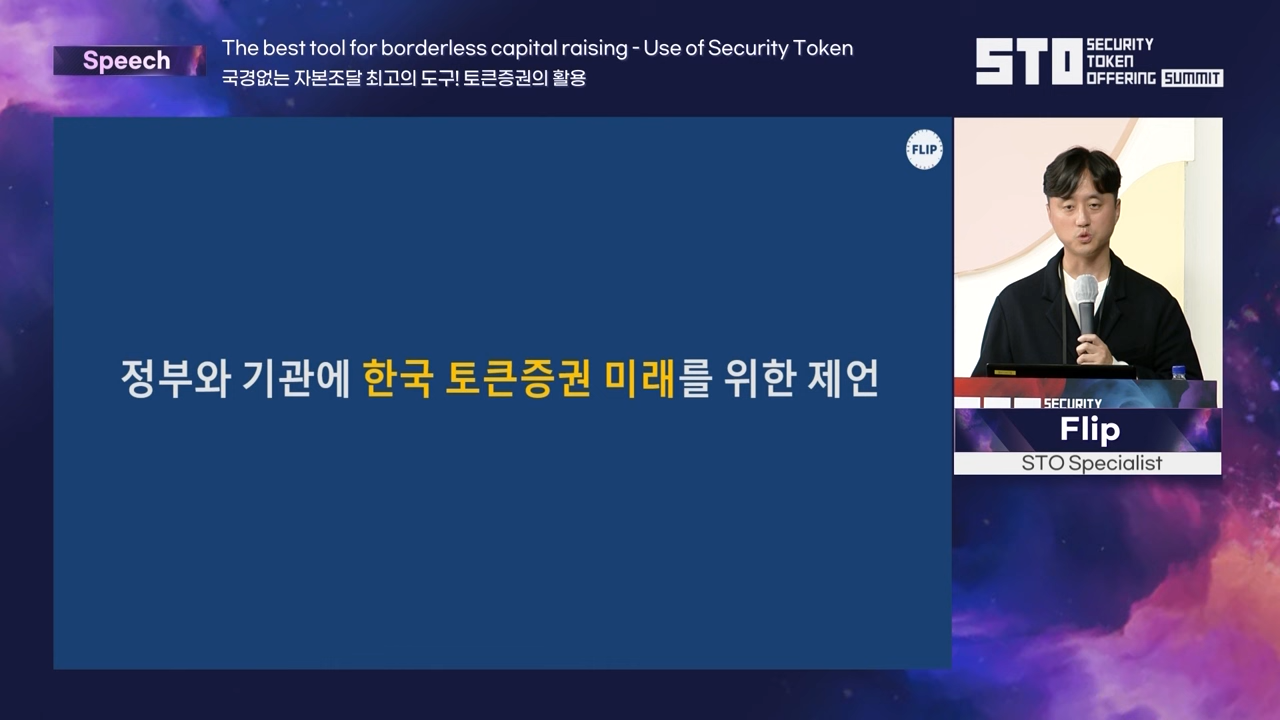 Speech
The best tool for borderless capital raising - Use of Security Token
국경없는 자본조달 최고의 도구! 토큰증권의 활용
STO SECURITY
TOKEN
OFFERING SUMMIT
FLIP
정부와 기관에 한국 토큰증권 미래를 위한 제언
SECURITY
Flip
STO Specialist